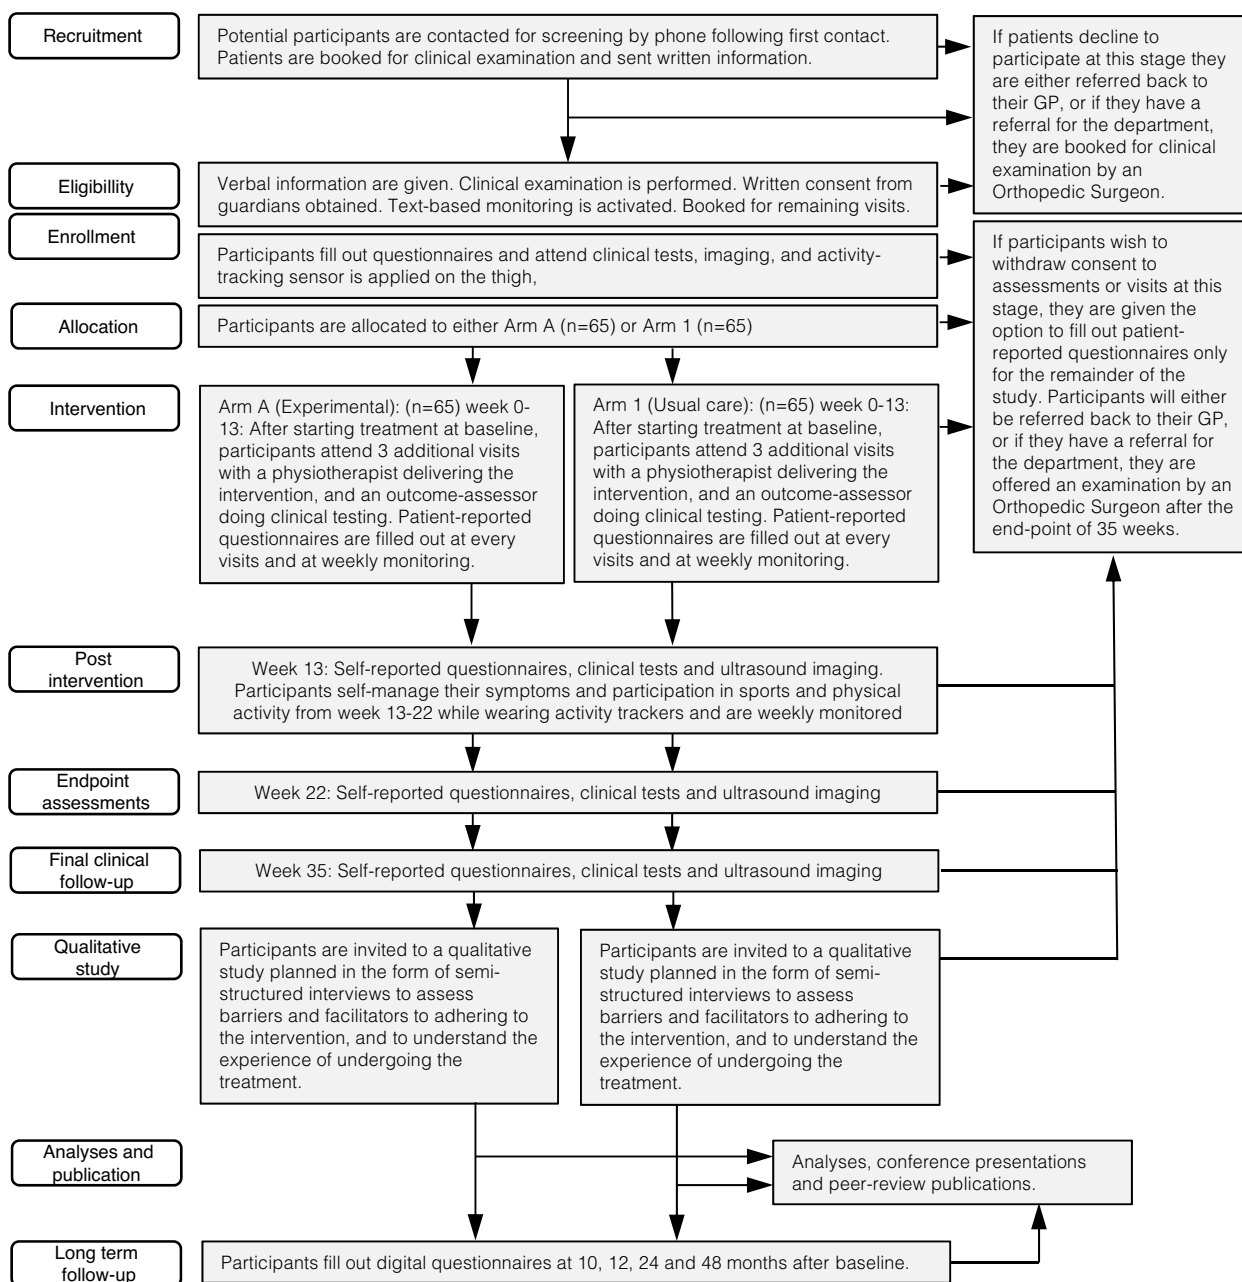 Recruitment
Potential participants are contacted for screening by phone following first contact.
Patients are booked for clinical examination and sent written information.
If patients decline to
participate at this stage they
are either referred back to
their GP, or if they have a
referral for the department,
they are booked for clinical
examination by an
Orthopedic Surgeon.
Eligibillity
Verbal information are given. Clinical examination is performed. Written consent from
guardians obtained. Text-based monitoring is activated. Booked for remaining visits.
Enrollment
Participants fill out questionnaires and attend clinical tests, imaging, and activity-
tracking sensor is applied on the thigh,
If participants wish to
withdraw consent to
assessments or visits at this
stage, they are given the
option to fill out patient-
reported questionnaires only
for the remainder of the
study. Participants will either
be referred back to their GP,
or if they have a referral for
the department, they are
offered an examination by an
Orthopedic Surgeon after the
end-point of 35 weeks.
Allocation
Participants are allocated to either Arm A (n=65) or Arm 1 (n=65)
Intervention
Arm A (Experimental): (n=65) week 0-
13: After starting treatment at baseline,
participants attend 3 additional visits
with a physiotherapist delivering the
intervention, and an outcome-assessor
doing clinical testing. Patient-reported
questionnaires are filled out at every
visits and at weekly monitoring.
Arm 1 (Usual care): (n=65) week 0-13:
After starting treatment at baseline,
participants attend 3 additional visits
with a physiotherapist delivering the
intervention, and an outcome-assessor
doing clinical testing. Patient-reported
questionnaires are filled out at every
visits and at weekly monitoring.
Post
intervention
Week 13: Self-reported questionnaires, clinical tests and ultrasound imaging.
Participants self-manage their symptoms and participation in sports and physical
activity from week 13-22 while wearing activity trackers and are weekly monitored
Endpoint
assessments
Week 22: Self-reported questionnaires, clinical tests and ultrasound imaging
Final clinical
follow-up
Week 35: Self-reported questionnaires, clinical tests and ultrasound imaging
Qualitative
study
Participants are invited to a qualitative
study planned in the form of semi-
structured interviews to assess
barriers and facilitators to adhering to
the intervention, and to understand the
experience of undergoing the
treatment.
Participants are invited to a qualitative
study planned in the form of semi-
structured interviews to assess
barriers and facilitators to adhering to
the intervention, and to understand the
experience of undergoing the
treatment.
Analyses and
publication
Analyses, conference presentations
and peer-review publications.
Long term
follow-up
Participants fill out digital questionnaires at 10, 12, 24 and 48 months after baseline.